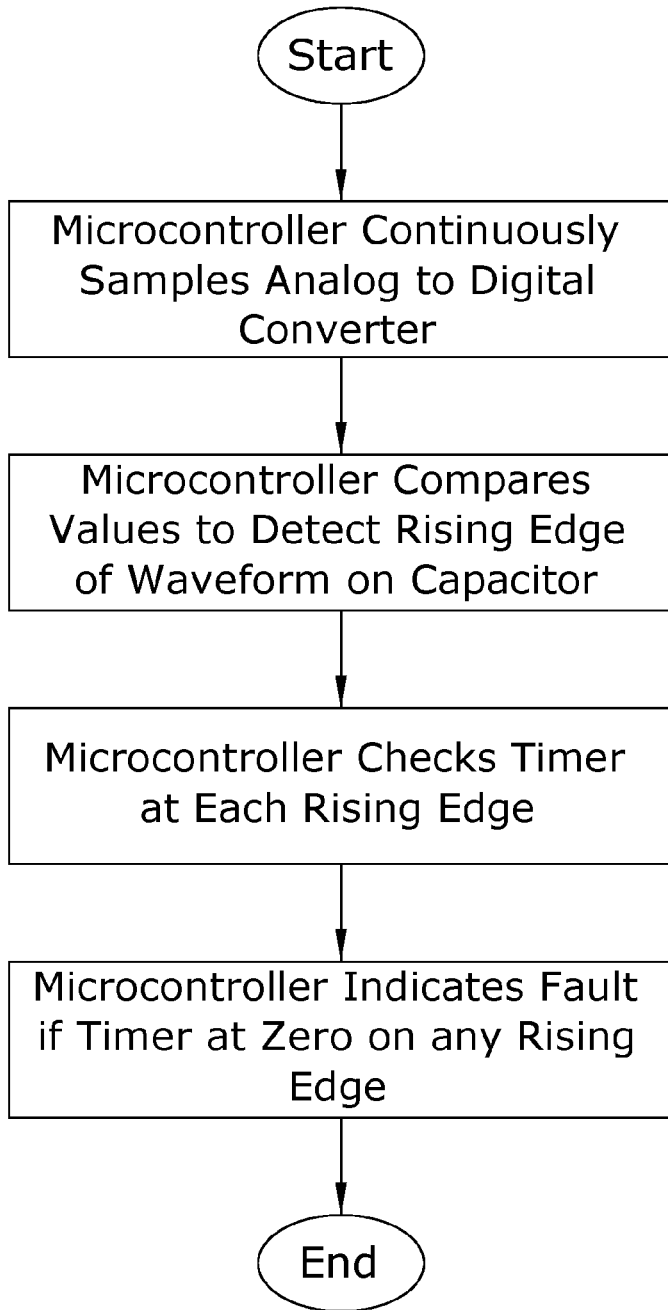 Start
Microcontroller Continuously
Samples Analog to Digital
Converter
Microcontroller Compares
Values to Detect Rising Edge
of Waveform on Capacitor
Microcontroller Checks Timer
at Each Rising Edge
Microcontroller Indicates Fault
if Timer at Zero on any Rising
Edge
End